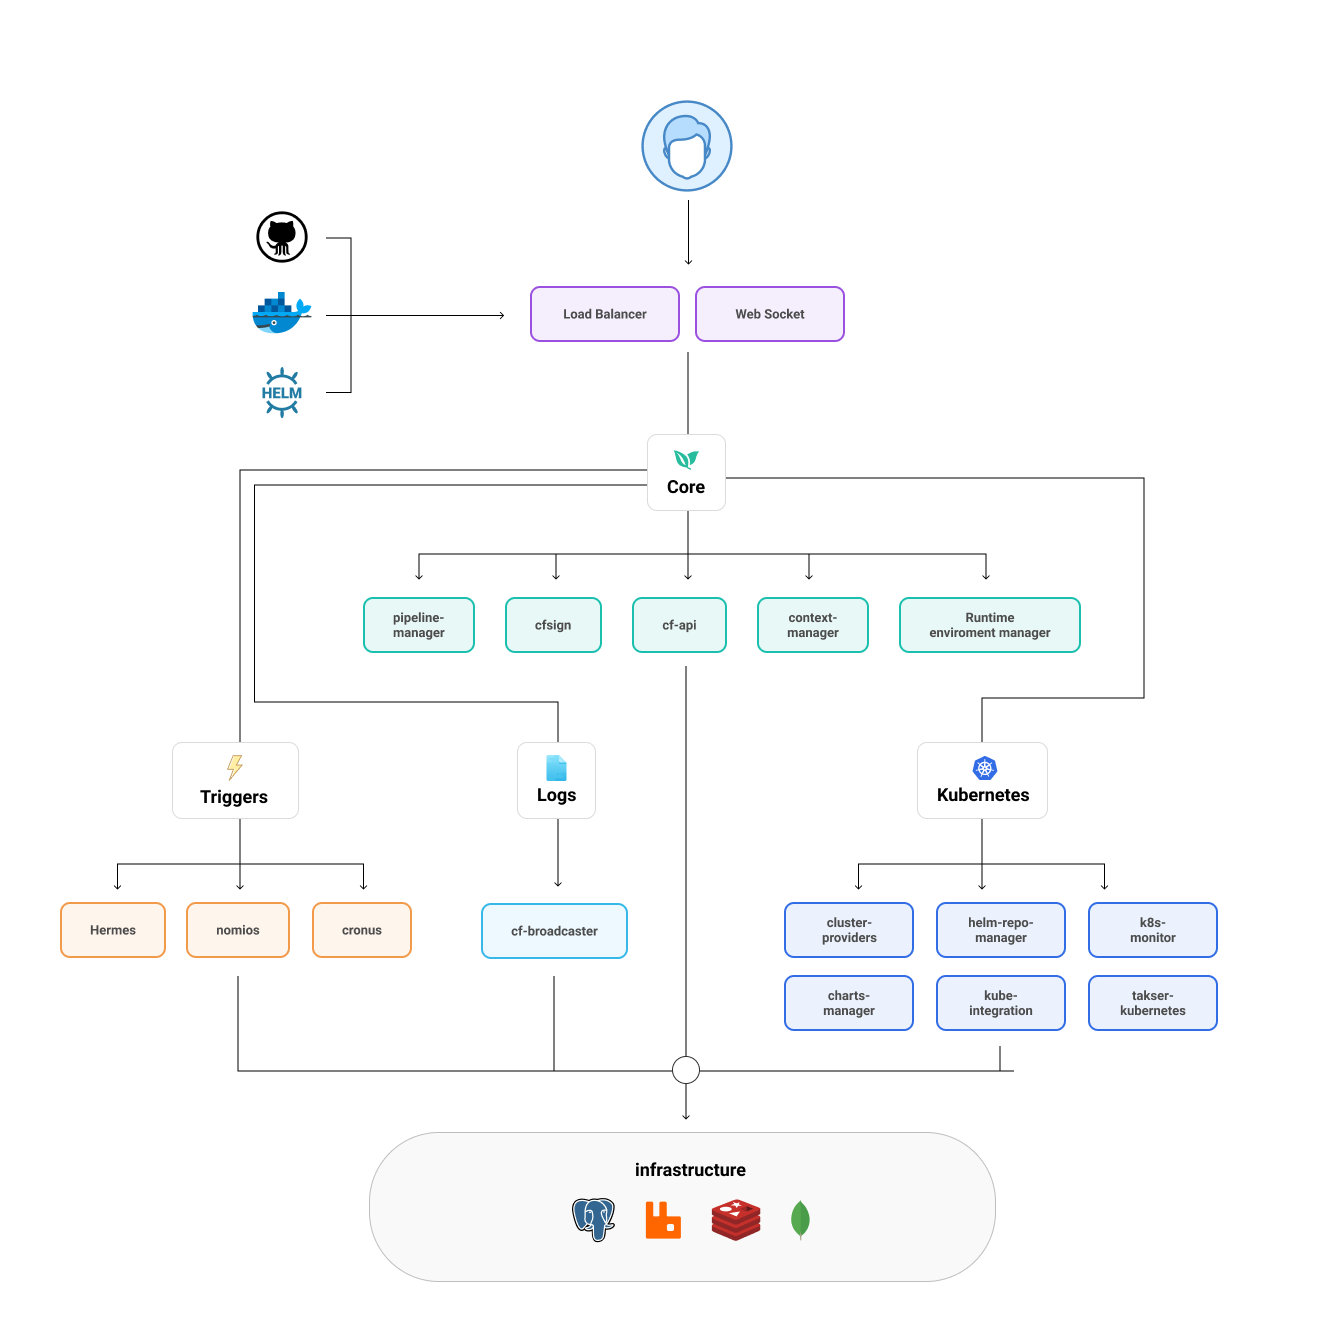 Load Balancer
Web Socket
HELM
Core
pipeline-
manager
cfsign
cf-api
context-
manager
Runtime
enviroment manager
Triggers
Logs
Kubernetes
Hermes
nomios
cronus
cf-broadcaster
cluster-
providers
helm-repo-
manager
k8s-
monitor
charts-
manager
kube-
integration
takser-
kubernetes
infrastructure